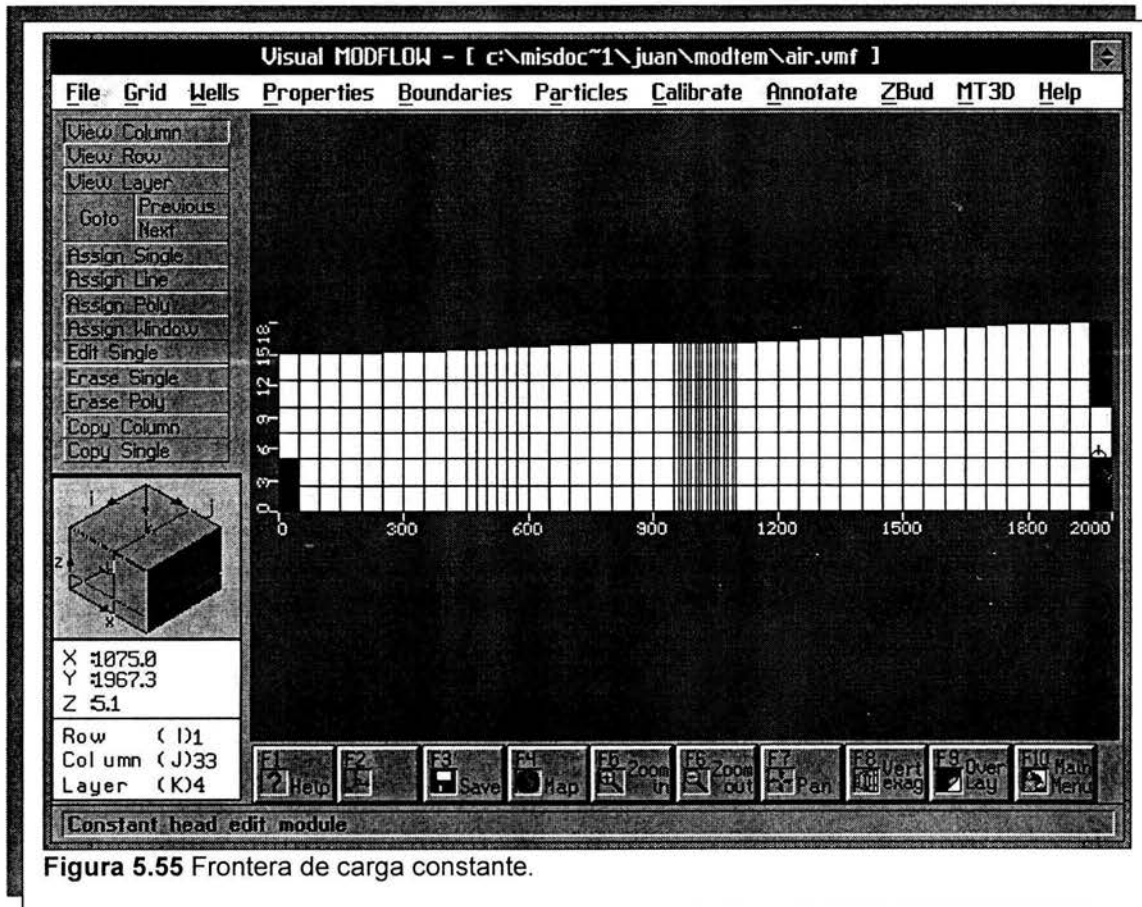 Visual MODFLOW - [ c:\misdoc~1\juan\modtem\air.vmf ]
File Grid Wells Properties Boundaries Particles Calibrate Annotate ZBud MT3D Help
View Column
View Row
View Layer
Goto
Previous
Next
Assign Single
Assign Line
Assign Poly
Assign Window
Edit Single
Erase Single
Erase Poly
Copy Column
Copy Single
18
15
12
9
6
3
0
0 300 600 900 1200 1500 1800 2000
i
j
k
z
x
X :1075.0
Y :1967.3
Z :5.1
Row (I)1
Column (J)33
Layer (K)4
F1 Help
F2
F3 Save
F4 Map
F5 Zoom in
F6 Zoom out
F7 Pan
F8 Vert exag
F9 Over Lay
F10 Main Menu
Constant head edit module
Figura 5.55 Frontera de carga constante.